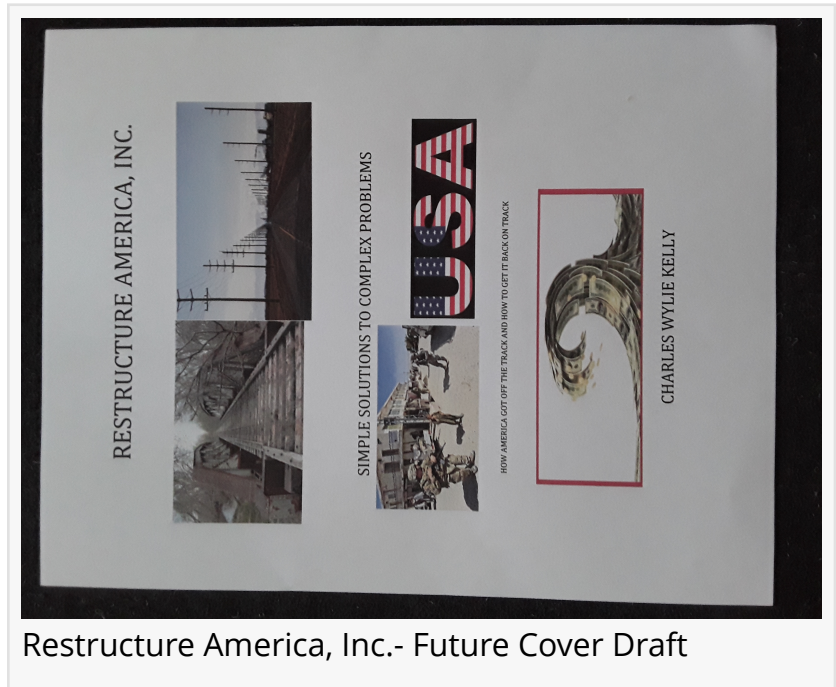 RESTRUCTURE AMERICA, INC.
SIMPLE SOLUTIONS TO COMPLEX PROBLEMS
USA
HOW AMERICA GOT OFF THE TRACK AND HOW TO GET IT BACK ON TRACK
CHARLES WYLIE KELLY
Restructure America, Inc.- Future Cover Draft